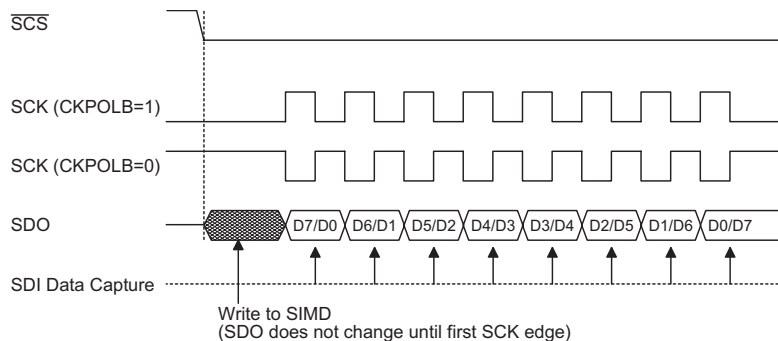 SCS
SCK (CKPOLB=1)
SCK (CKPOLB=0)
SDO
D7/D0 D6/D1 D5/D2 D4/D3 D3/D4 D2/D5 D1/D6 D0/D7
SDI Data Capture
Write to SIMD
(SDO does not change until first SCK edge)